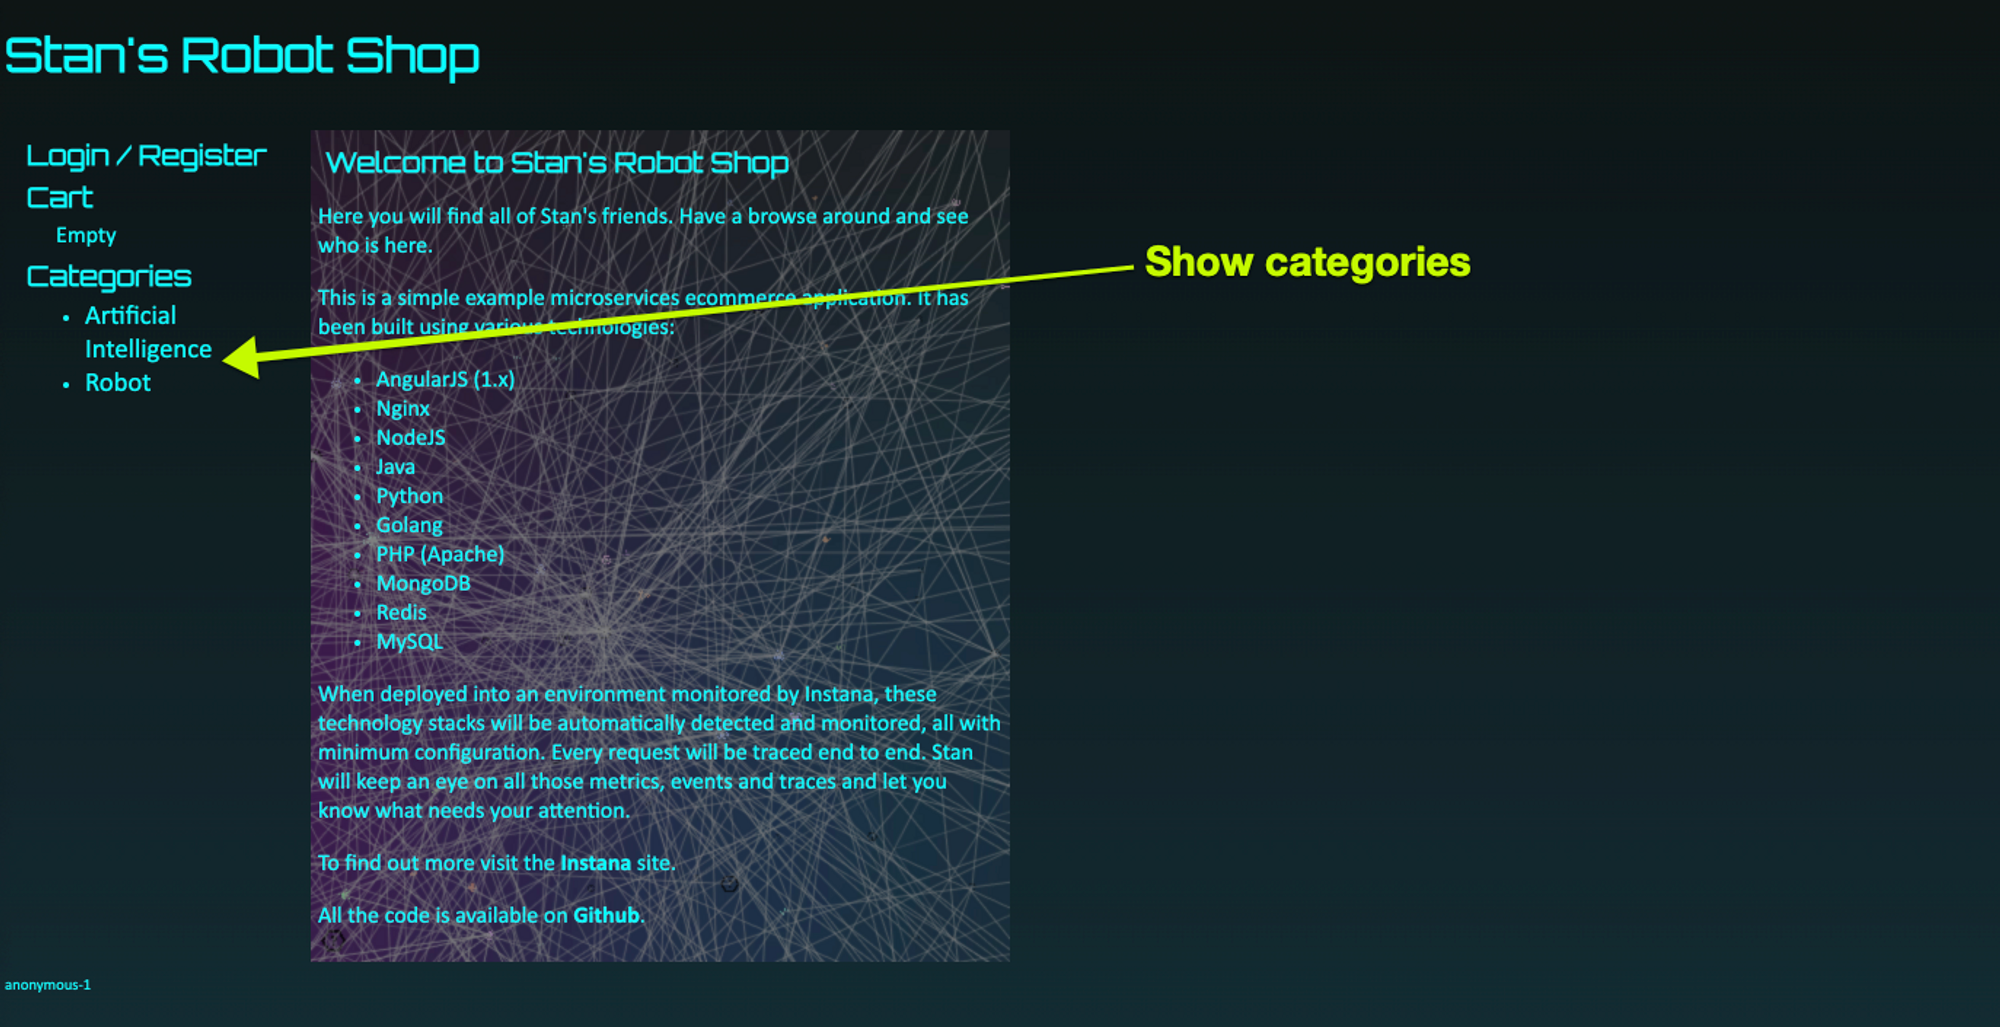 Stan's Robot Shop
Login / Register
Cart
Empty
Categories
• Artificial
Intelligence
• Robot
Welcome to Stan's Robot Shop
Here you will find all of Stan's friends. Have a browse around and see
who is here.
This is a simple example microservices ecommerce application. It has
been built using various technologies:
• AngularJS (1.x)
• Nginx
• NodeJS
• Java
• Python
• Golang
• PHP (Apache)
• MongoDB
• Redis
• MySQL
When deployed into an environment monitored by Instana, these
technology stacks will be automatically detected and monitored, all with
minimum configuration. Every request will be traced end to end. Stan
will keep an eye on all those metrics, events and traces and let you
know what needs your attention.
To find out more visit the Instana site.
All the code is available on Github.
Show categories
anonymous-1